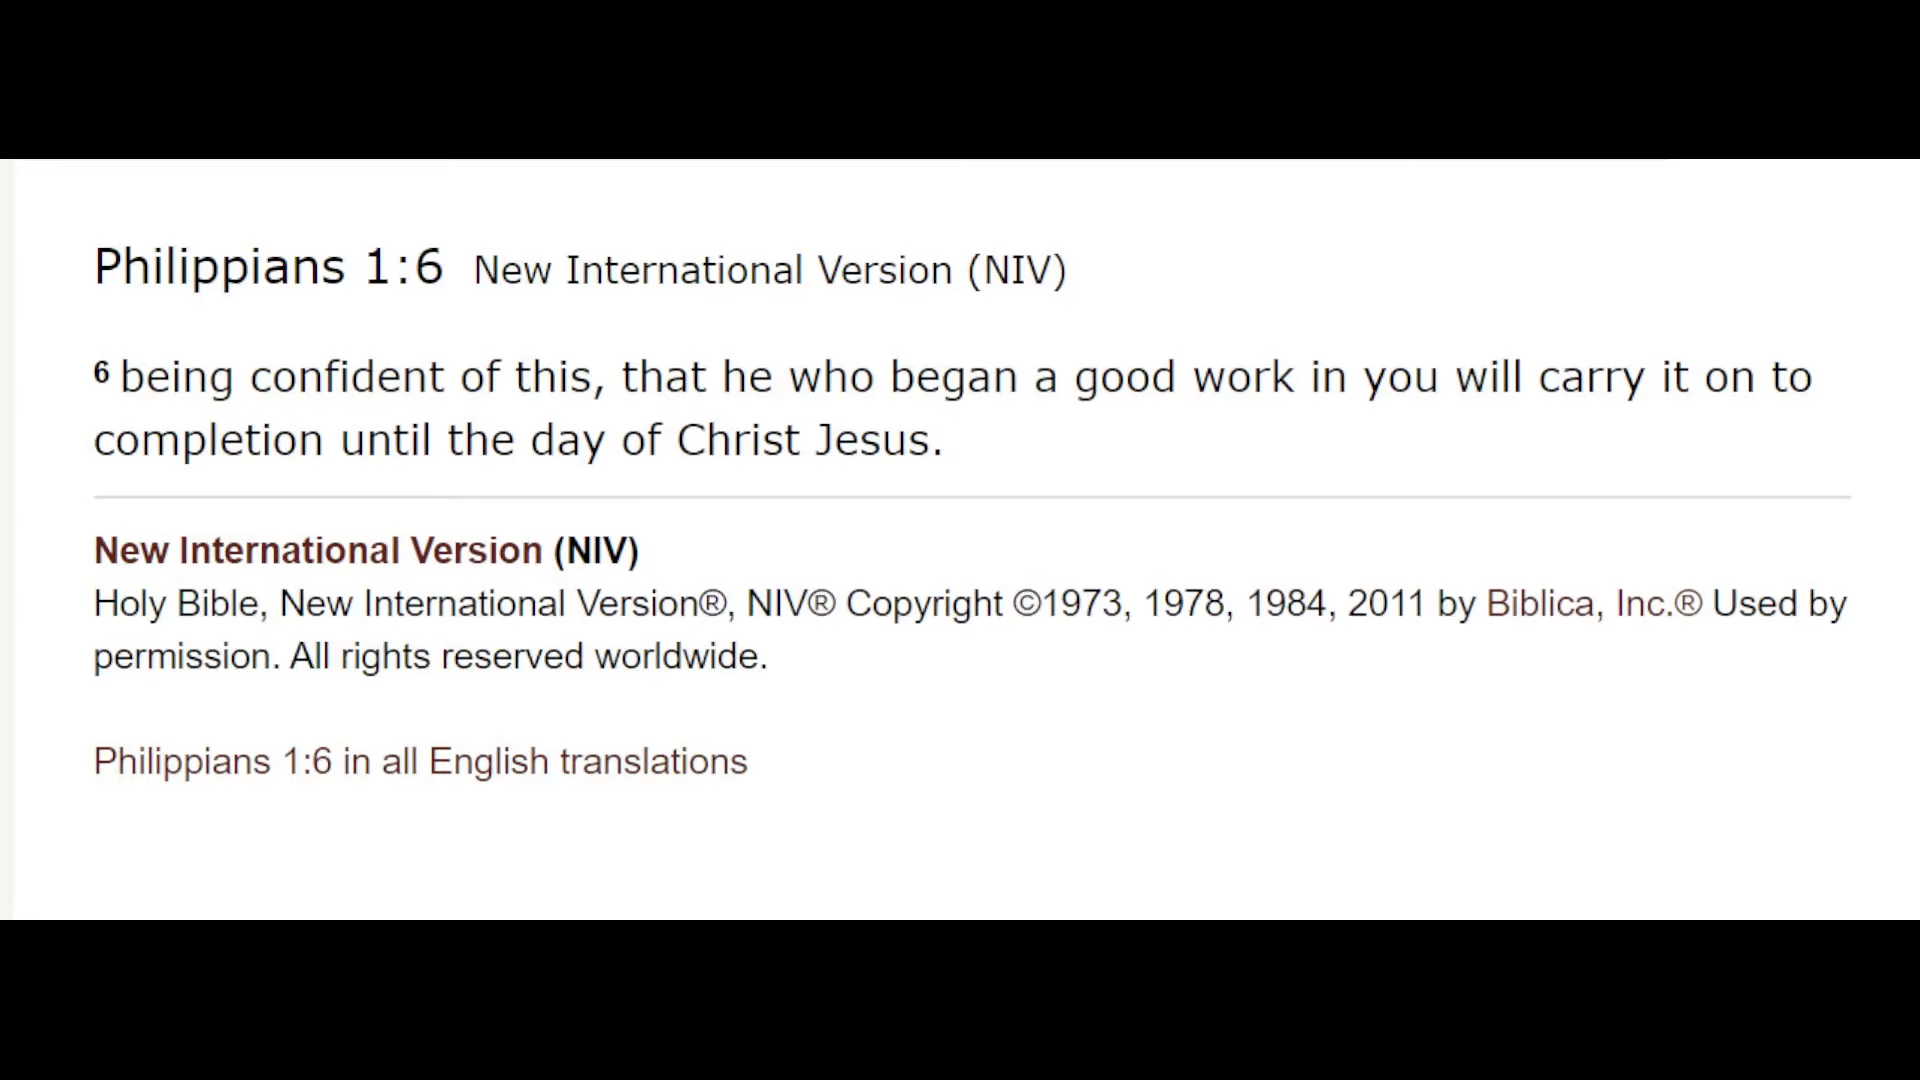 Philippians 1:6 New International Version (NIV)
6 being confident of this, that he who began a good work in you will carry it on to
completion until the day of Christ Jesus.
New International Version (NIV)
Holy Bible, New International Version®, NIV® Copyright ©1973, 1978, 1984, 2011 by Biblica, Inc.® Used by
permission. All rights reserved worldwide.
Philippians 1:6 in all English translations